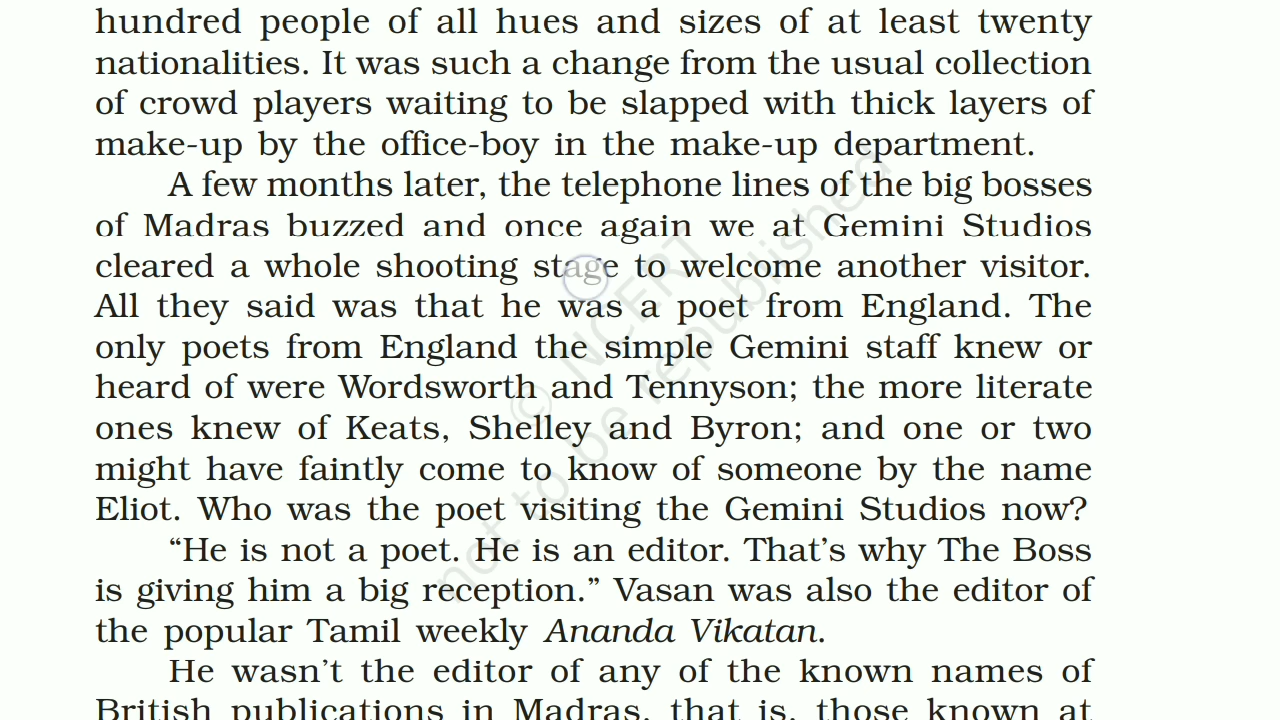 hundred people of all hues and sizes of at least twenty
nationalities. It was such a change from the usual collection
of crowd players waiting to be slapped with thick layers of
make-up by the office-boy in the make-up department.
A few months later, the telephone lines of the big bosses
of Madras buzzed and once again we at Gemini Studios
cleared a whole shooting stage to welcome another visitor.
All they said was that he was a poet from England. The
only poets from England the simple Gemini staff knew or
heard of were Wordsworth and Tennyson; the more literate
ones knew of Keats, Shelley and Byron; and one or two
might have faintly come to know of someone by the name
Eliot. Who was the poet visiting the Gemini Studios now?
“He is not a poet. He is an editor. That’s why The Boss
is giving him a big reception.” Vasan was also the editor of
the popular Tamil weekly Ananda Vikatan.
He wasn’t the editor of any of the known names of
British publications in Madras, that is, those known at
© NCERT
not to be republished